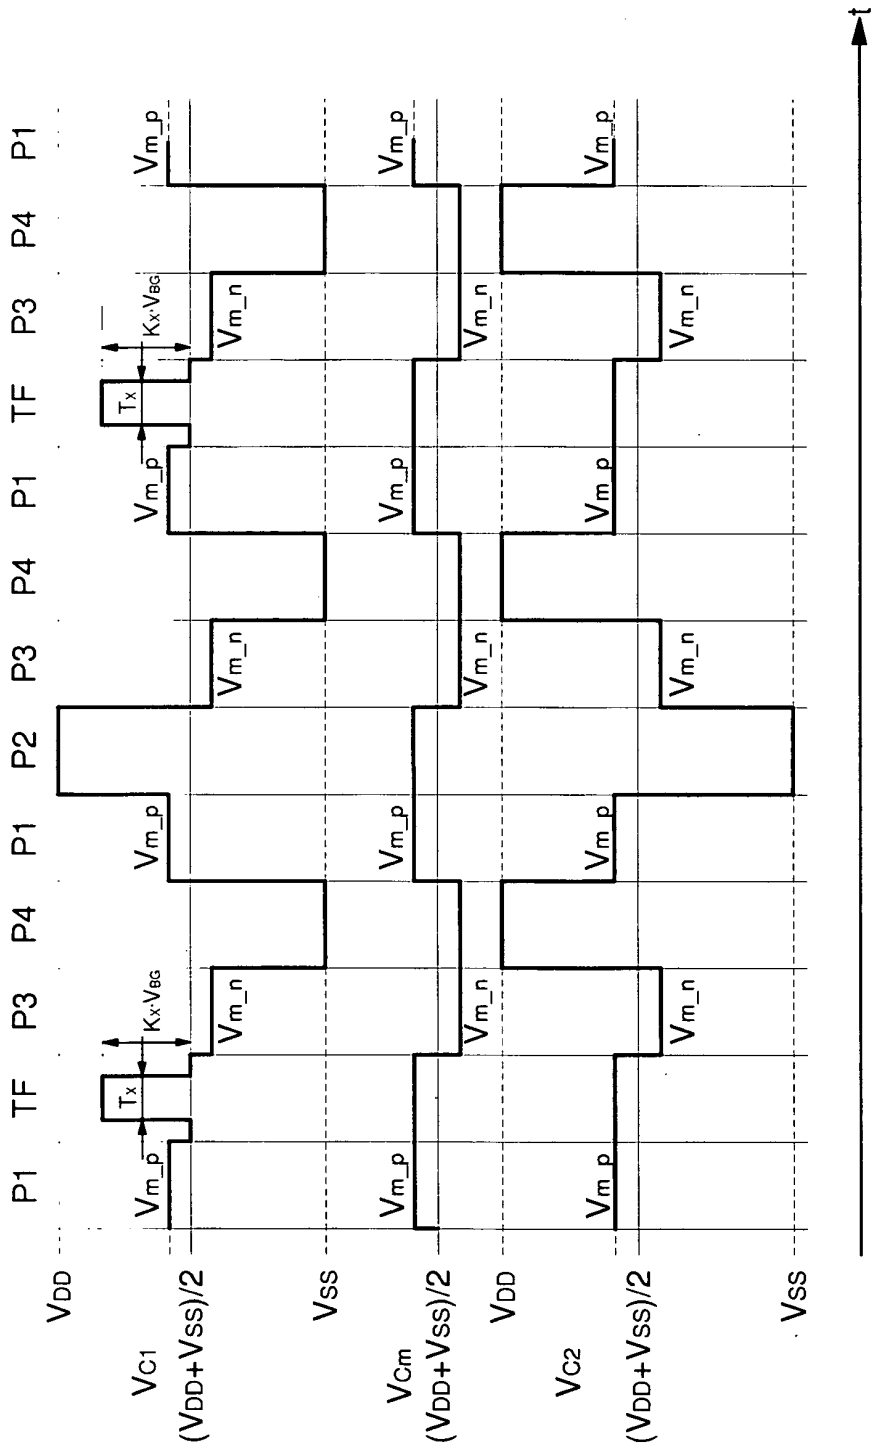 P1 TF P3 P4 P1 P2 P3 P4 P1 TF P3 P4 P1
VDD
Tx Kx·VBG Tx Kx·VBG
Vm_p Vm_p Vm_p Vm_p
VC1
(VDD+VSS)/2
Vm_n Vm_n Vm_n
VSS
Vm_p Vm_p Vm_p Vm_p
VCm
(VDD+VSS)/2
Vm_n Vm_n Vm_n
VDD
VC2
Vm_p Vm_p Vm_p Vm_p
(VDD+VSS)/2
Vm_n Vm_n Vm_n
VSS
t